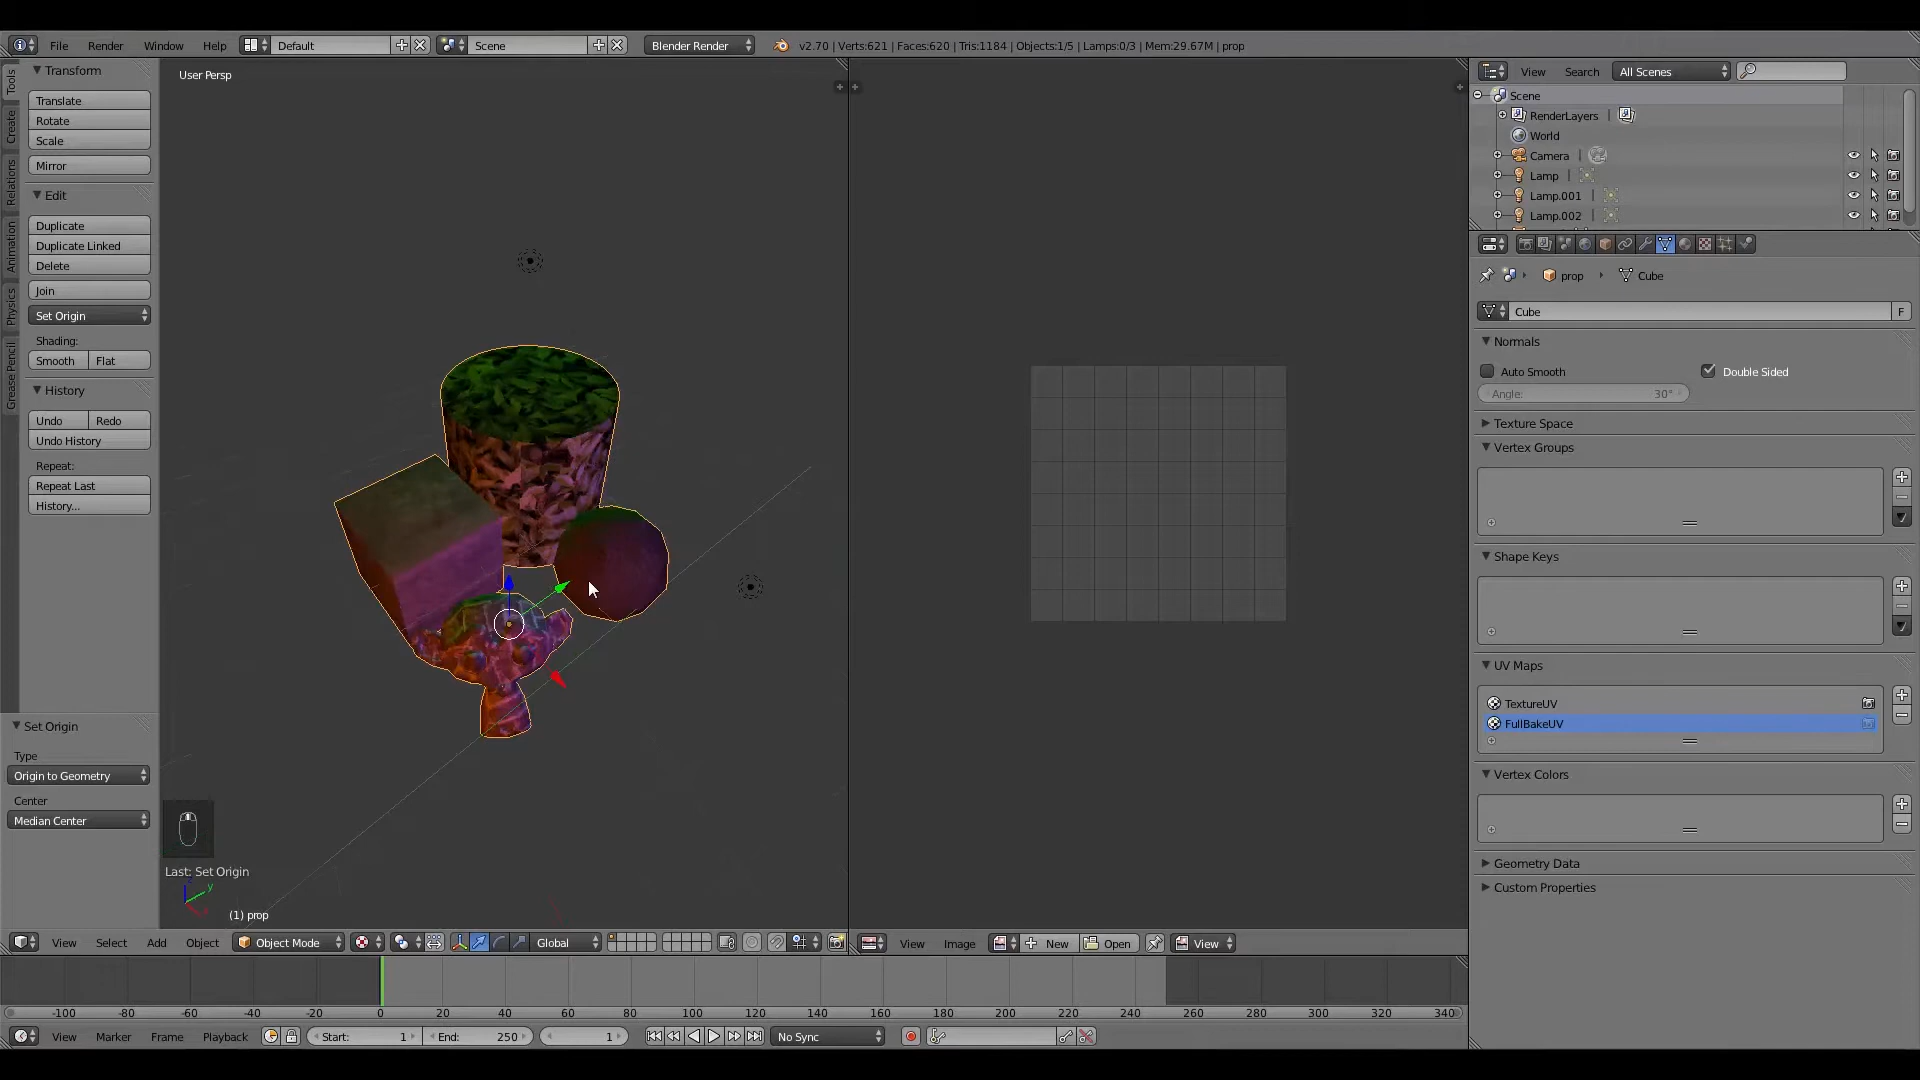 File Render Window Help Default Scene Blender Render v2.70 | Verts:621 | Faces:620 | Tris:1184 | Objects:1/5 | Lamps:0/3 | Mem:29.67M | prop
Tools
Create
Relations
Animation
Physics
Grease Pencil
Transform
Translate
Rotate
Scale
Mirror
Edit
Duplicate
Duplicate Linked
Delete
Join
Set Origin
Shading:
Smooth Flat
History
Undo Redo
Undo History
Repeat:
Repeat Last
History...
Set Origin
Type
Origin to Geometry
Center
Median Center
User Persp
Last: Set Origin
(1) prop
View Select Add Object Object Mode Global
View Image New Open View
View Search All Scenes
Scene
RenderLayers |
World
Camera |
Lamp |
Lamp.001 |
Lamp.002 |
prop Cube
Cube F
Normals
Auto Smooth Double Sided
Angle: 30°
Texture Space
Vertex Groups
Shape Keys
UV Maps
TextureUV
FullBakeUV
Vertex Colors
Geometry Data
Custom Properties
-100 -80 -60 -40 -20 0 20 40 60 80 100 120 140 160 180 200 220 240 260 280 300 320 340
View Marker Frame Playback Start: 1 End: 250 1 No Sync